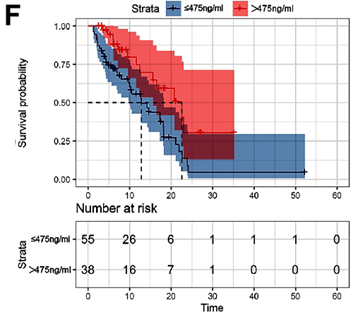 F
Strata ≤475ng/ml >475ng/ml
Survival probability
1.00
0.75
0.50
0.25
0.00
0 10 20 30 40 50 60
Number at risk
Strata
≤475ng/ml 55 26 6 1 1 1 0
>475ng/ml 38 16 7 1 0 0 0
0 10 20 30 40 50 60
Time